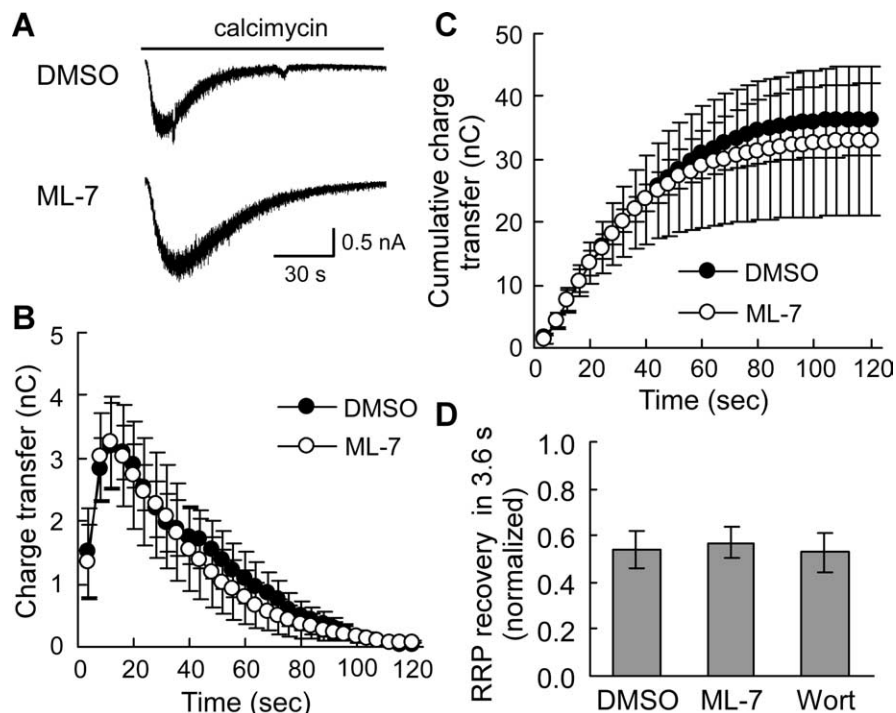 A
calcimycin
DMSO
ML-7
0.5 nA
30 s
B
Charge transfer (nC)
5
4
3
2
1
0
DMSO
ML-7
0 20 40 60 80 100 120
Time (sec)
C
Cumulative charge
transfer (nC)
50
40
30
20
10
0
DMSO
ML-7
0 20 40 60 80 100 120
Time (sec)
D
RRP recovery in 3.6 s
(normalized)
1.0
0.8
0.6
0.4
0.2
0.0
DMSO ML-7 Wort